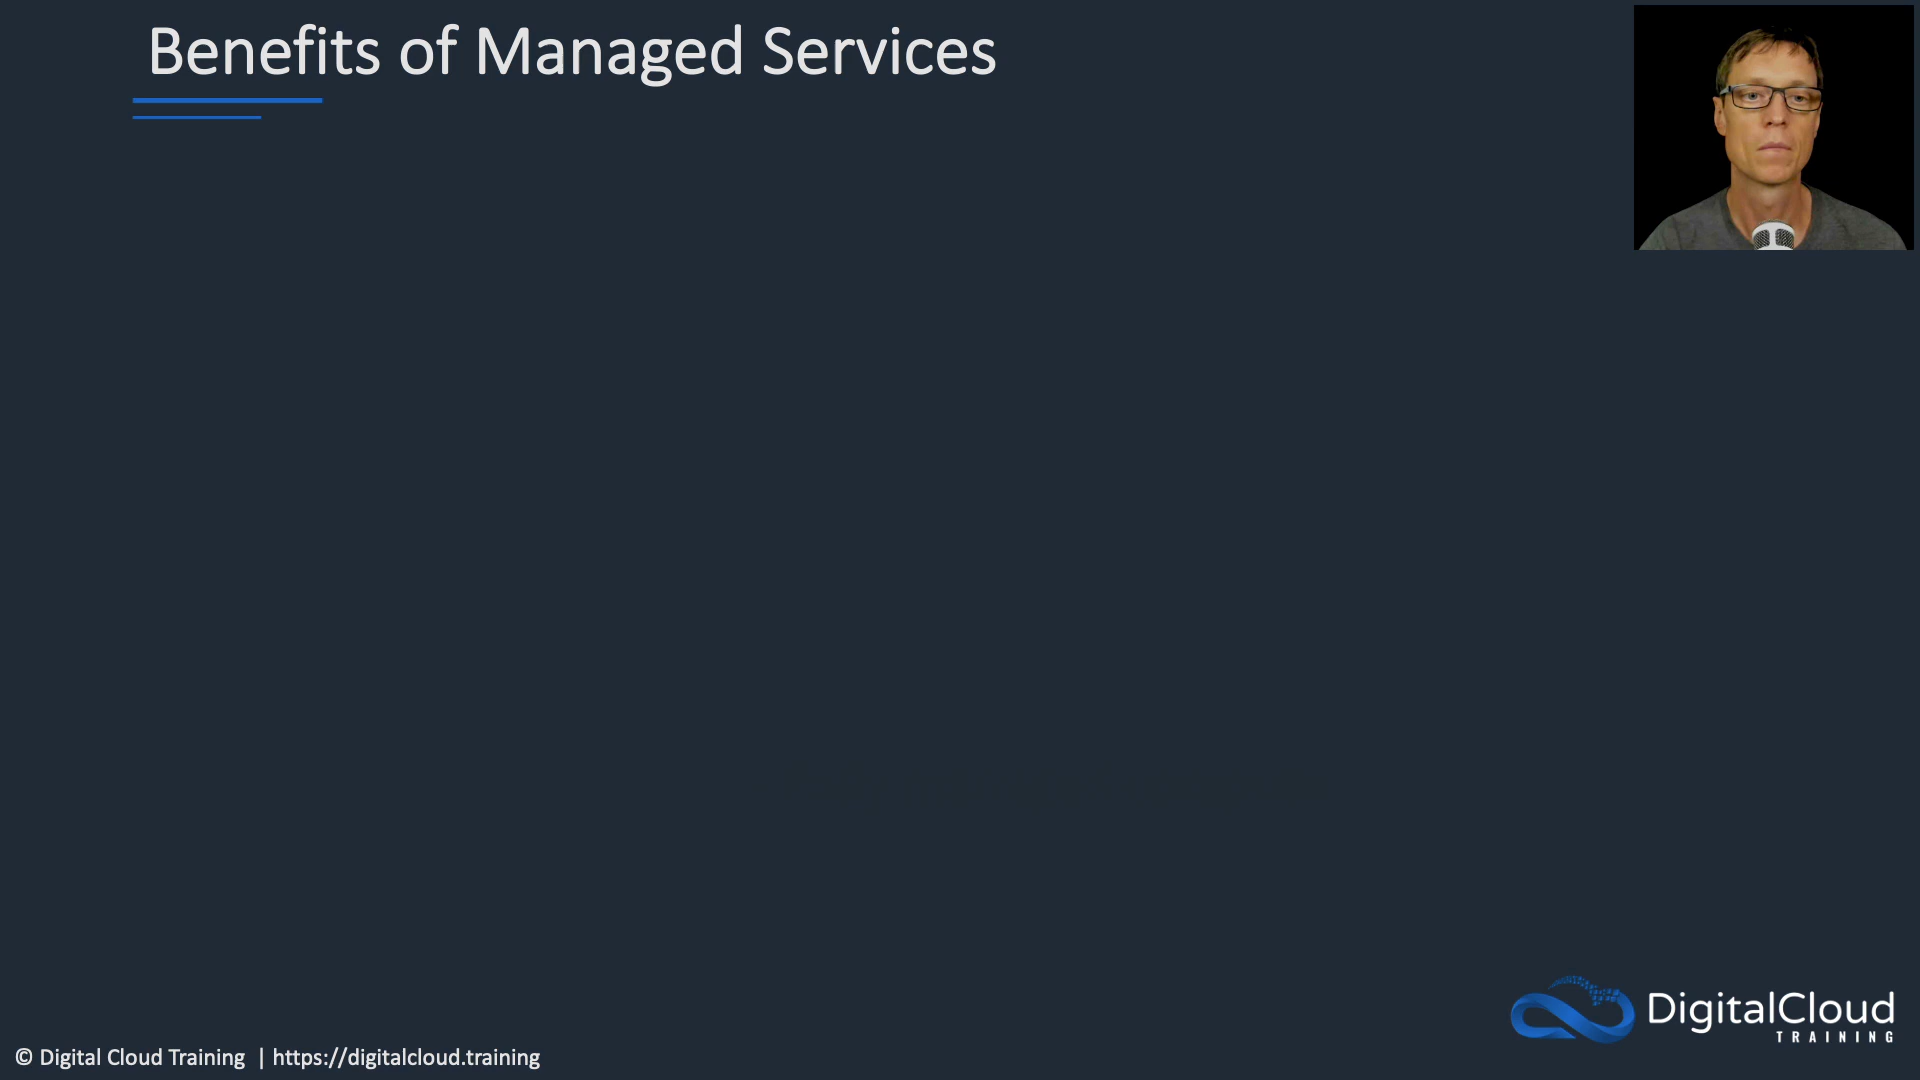 Benefits of Managed Services
DigitalCloud
TRAINING
© Digital Cloud Training | https://digitalcloud.training